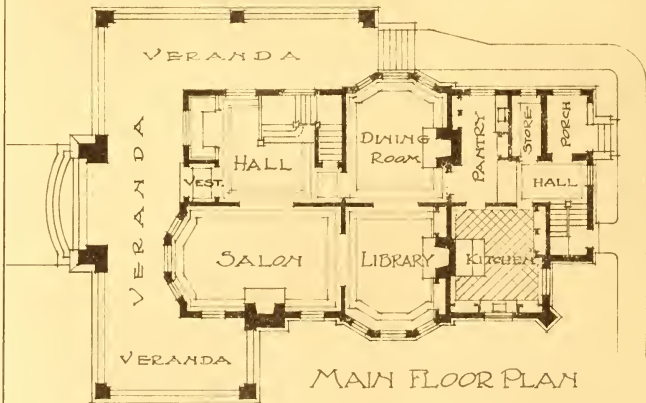 VERANDA
VERANDA
VERANDA
HALL
VEST.
DINING
ROOM
PANTRY
STORE
PORCH
HALL
SALON
LIBRARY
KITCHEN
MAIN FLOOR PLAN